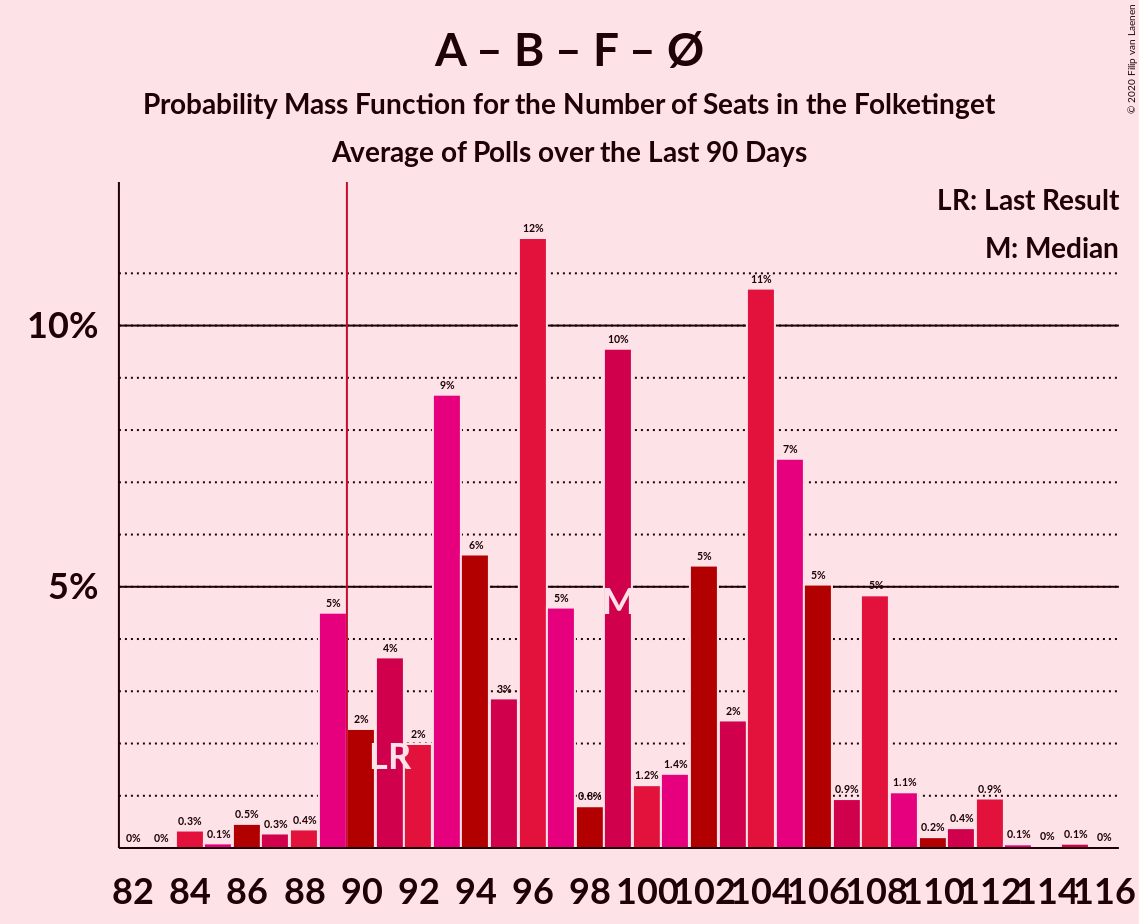 A – B – F – Ø
Probability Mass Function for the Number of Seats in the Folketinget
Average of Polls over the Last 90 Days
© 2020 Filip van Laenen
LR: Last Result
M: Median
10%
5%
0% 0% 0.3% 0.1% 0.5% 0.3% 0.4% 5% 2% 4% 2% 9% 6% 3% 12% 5% 0.8% 10% 1.2% 1.4% 5% 2% 11% 7% 5% 0.9% 5% 1.1% 0.2% 0.4% 0.9% 0.1% 0% 0.1% 0%
LR
M
82 84 86 88 90 92 94 96 98 100 102 104 106 108 110 112 114 116